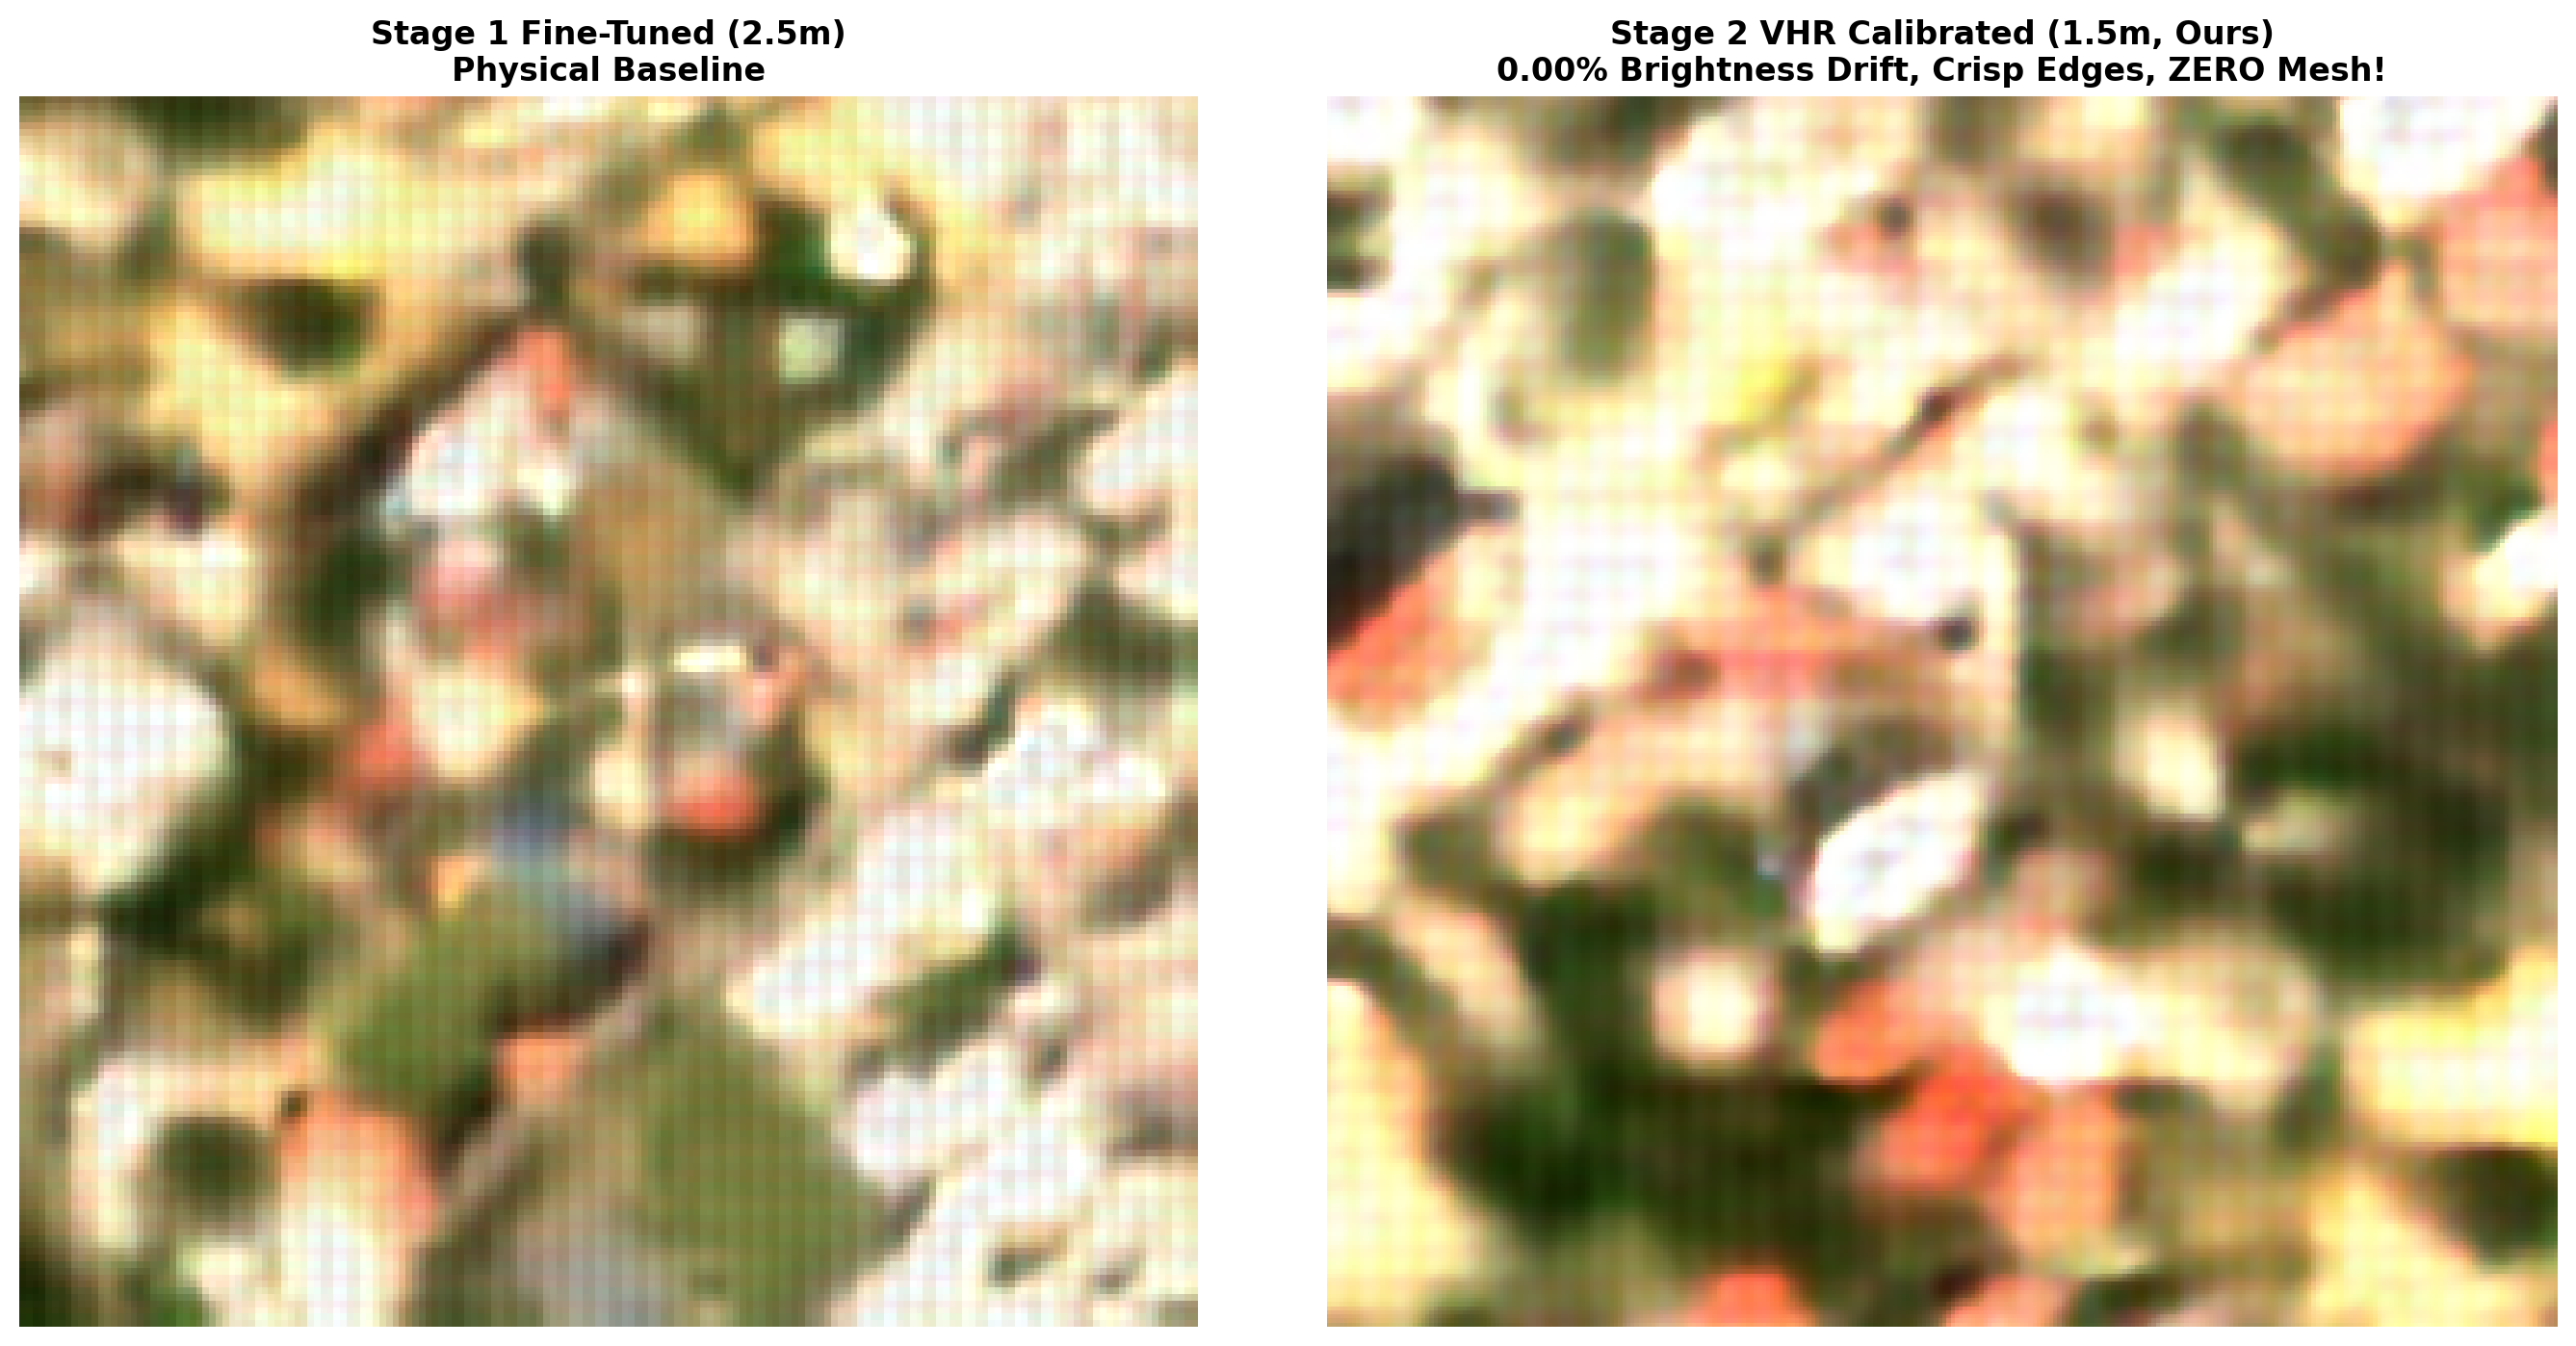 Stage 1 Fine-Tuned (2.5m)
Physical Baseline
Stage 2 VHR Calibrated (1.5m, Ours)
0.00% Brightness Drift, Crisp Edges, ZERO Mesh!